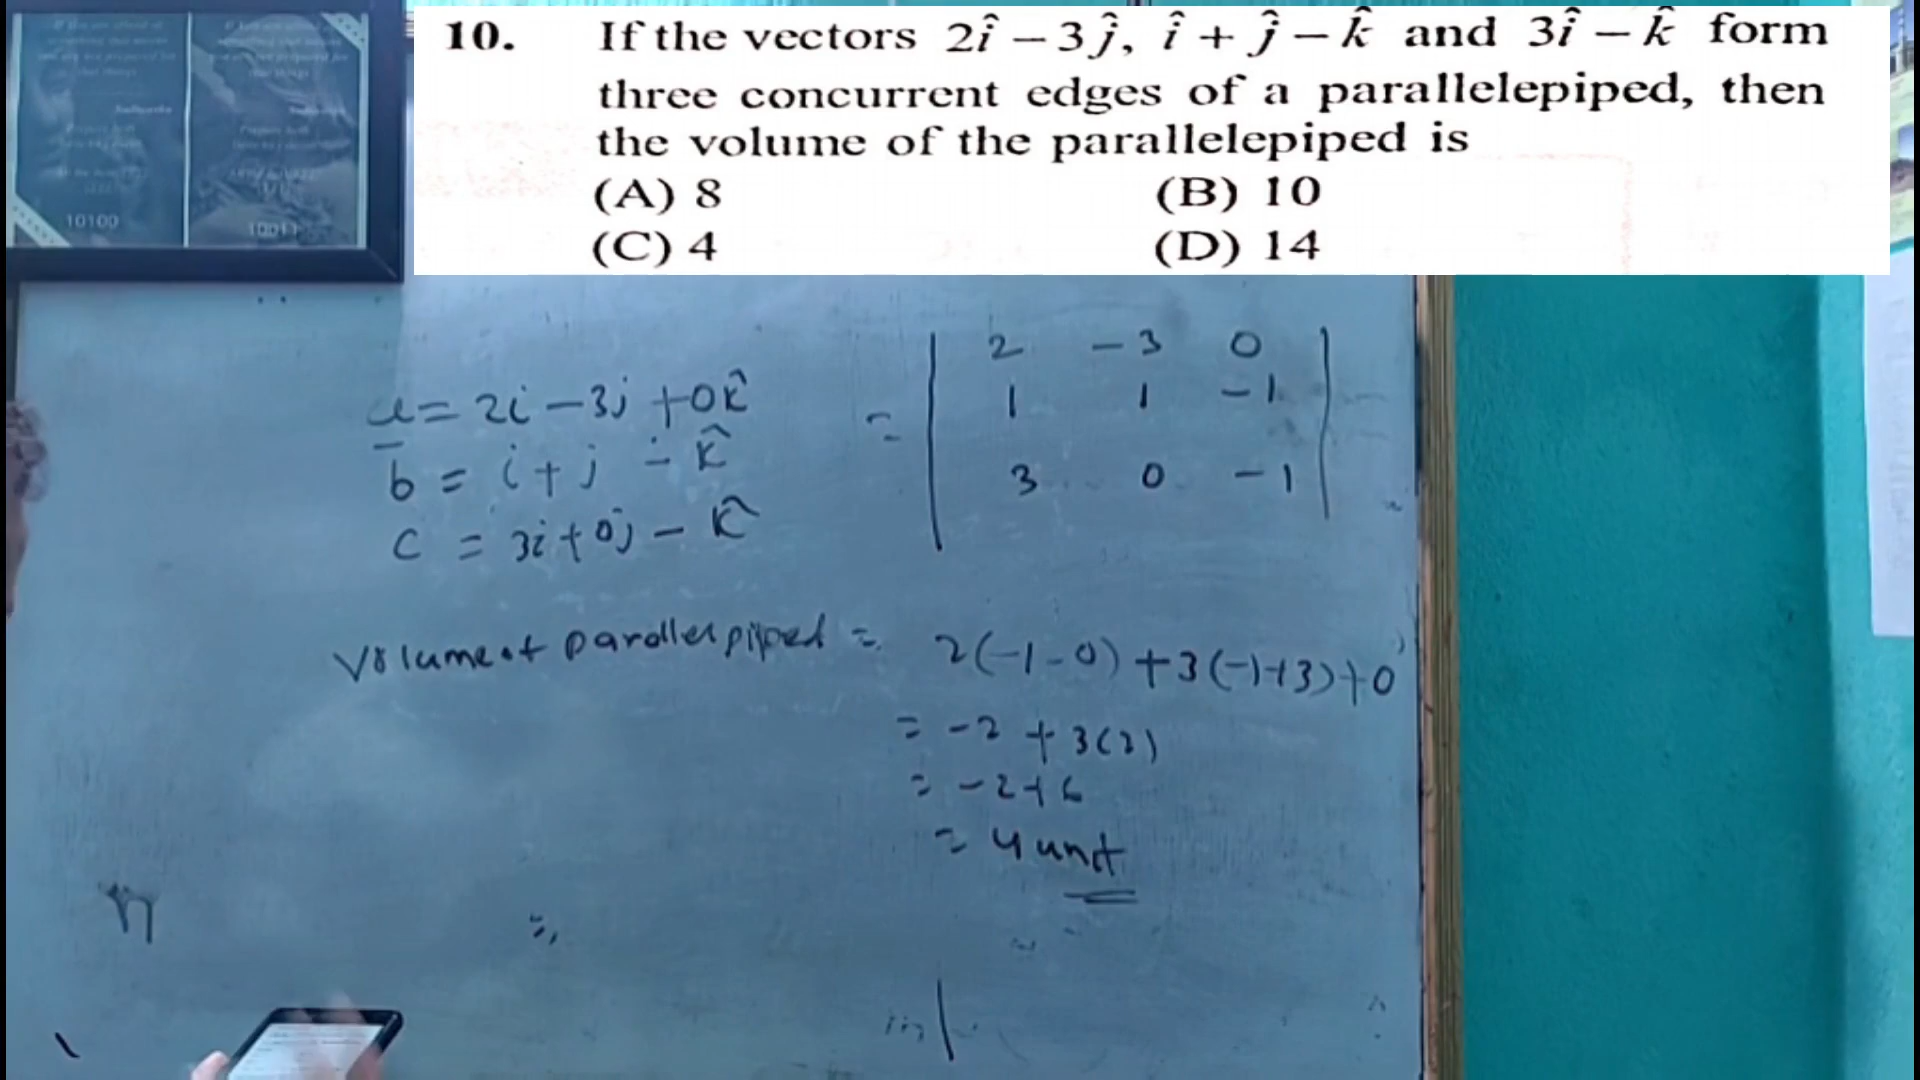 10. If the vectors 2î − 3ĵ, î + ĵ − k̂ and 3î − k̂ form
three concurrent edges of a parallelepiped, then
the volume of the parallelepiped is
(A) 8 (B) 10
(C) 4 (D) 14
10100
a = 2i − 3j + 0k̂
b̅ = i + j − k̂
c = 3i + 0j − k̂
= | 2 −3 0 |
| 1 1 −1 |
| 3 0 −1 |
Volume of parallelpiped = 2(−1−0)+3(−1+3)+0
= −2 + 3(2)
= −2+6
= 4 unit